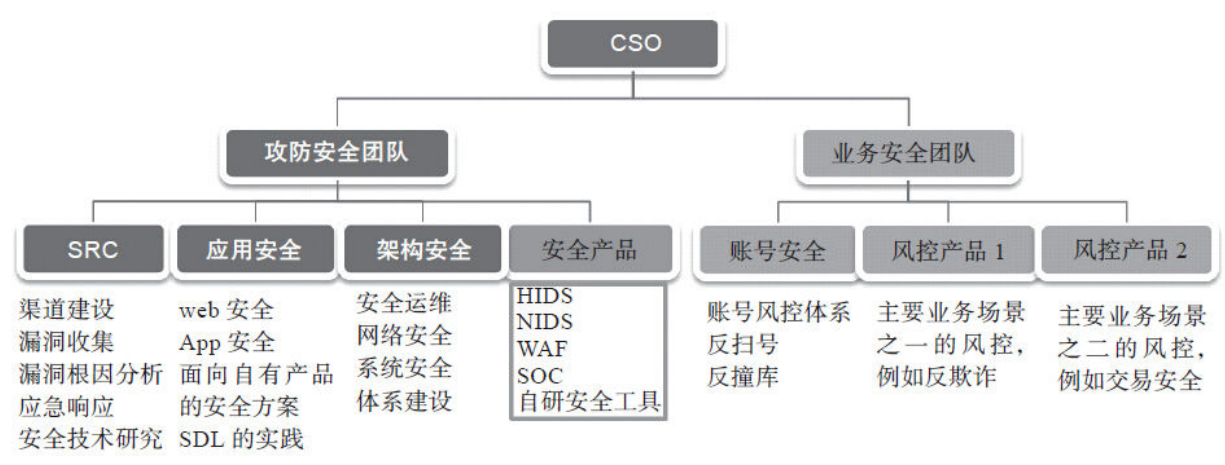 CSO
攻防安全团队
业务安全团队
SRC
应用安全
架构安全
安全产品
账号安全
风控产品 1
风控产品 2
渠道建设
漏洞收集
漏洞根因分析
应急响应
安全技术研究
web 安全
App 安全
面向自有产品
的安全方案
SDL 的实践
安全运维
网络安全
系统安全
体系建设
HIDS
NIDS
WAF
SOC
自研安全工具
账号风控体系
反扫号
反撞库
主要业务场景
之一的风控，
例如反欺诈
主要业务场景
之二的风控，
例如交易安全